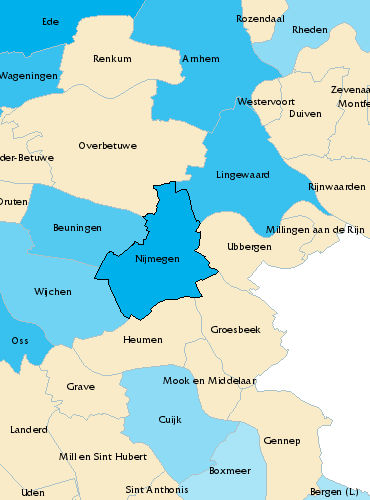 Rozendaal
Ede
Rheden
Renkum
Arnhem
Wageningen
Zevenaa
Westervoort
Montfe
Duiven
Overbetuwe
der-Betuwe
Lingewaard
Rijnwaarden
Druten
Beuningen
Millingen aan de Rijn
Ubbergen
Nijmegen
Wijchen
Groesbeek
Oss
Heumen
Mook en Middelaar
Grave
Cuijk
Landerd
Gennep
Mill en Sint Hubert
Boxmeer
Sint Anthonis
Uden
Bergen (L)